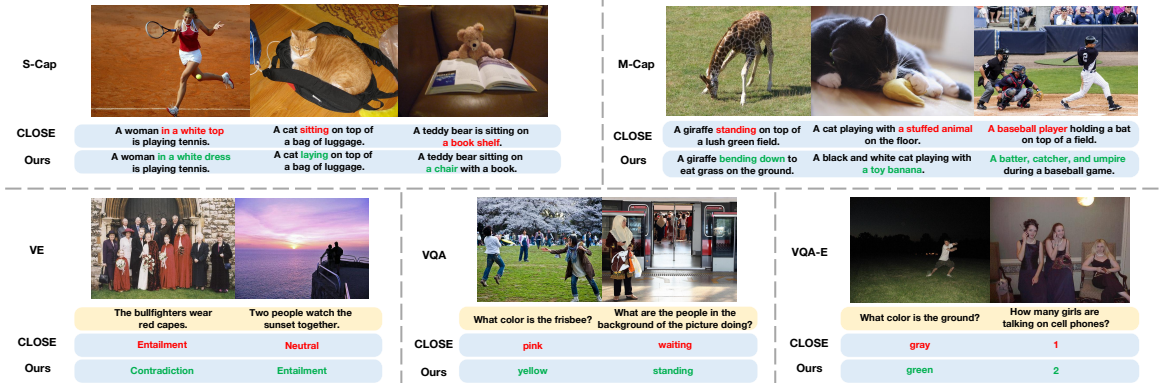 S-Cap
CLOSE
A woman in a white top
is playing tennis.
A cat sitting on top of
a bag of luggage.
A teddy bear is sitting on
a book shelf.
Ours
A woman in a white dress
is playing tennis.
A cat laying on top of
a bag of luggage.
A teddy bear sitting on
a chair with a book.
M-Cap
CLOSE
A giraffe standing on top of
a lush green field.
A cat playing with a stuffed animal
on the floor.
A baseball player holding a bat
on top of a field.
Ours
A giraffe bending down to
eat grass on the ground.
A black and white cat playing with
a toy banana.
A batter, catcher, and umpire
during a baseball game.
VE
The bullfighters wear
red capes.
Two people watch the
sunset together.
CLOSE
Entailment
Neutral
Ours
Contradiction
Entailment
VQA
What color is the frisbee?
What are the people in the
background of the picture doing?
CLOSE
pink
waiting
Ours
yellow
standing
VQA-E
What color is the ground?
How many girls are
talking on cell phones?
CLOSE
gray
1
Ours
green
2